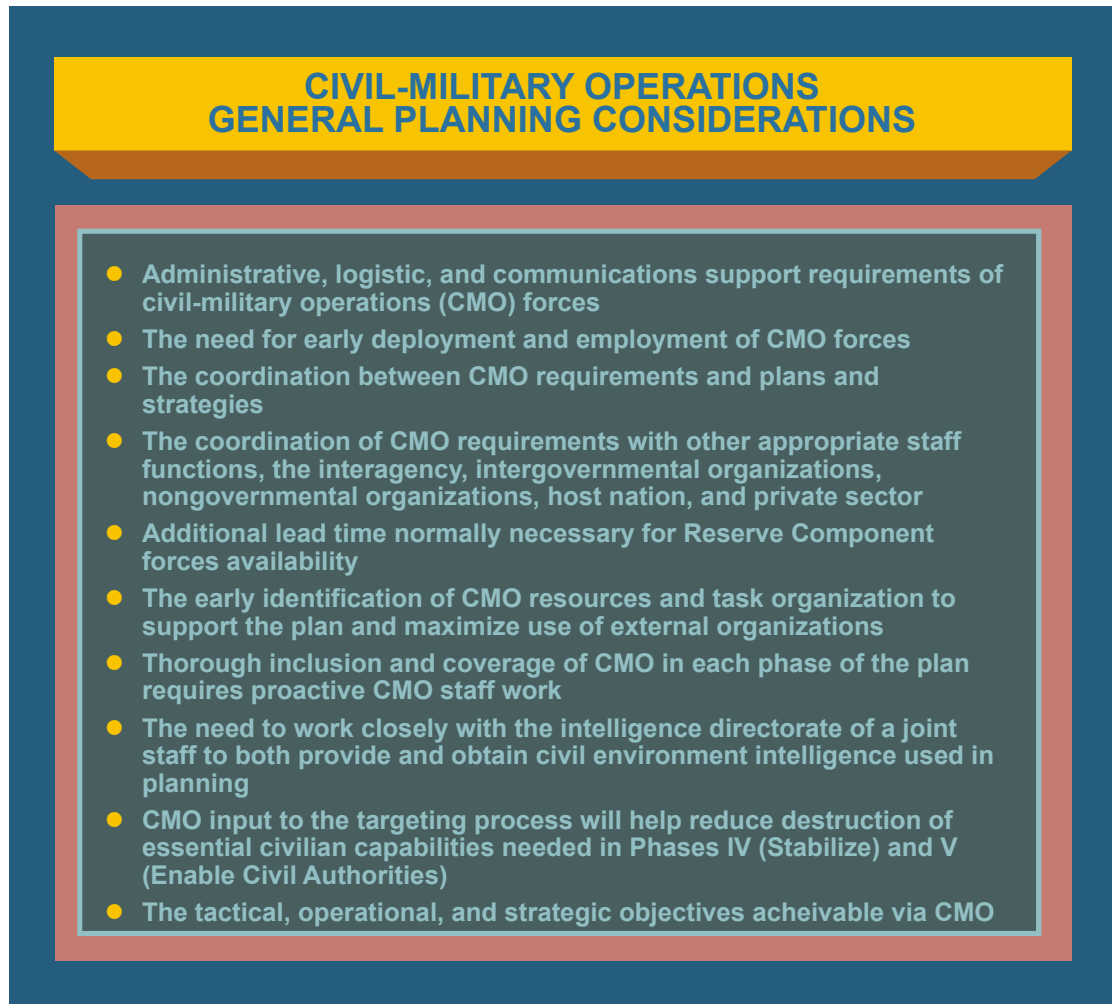 CIVIL-MILITARY OPERATIONS
GENERAL PLANNING CONSIDERATIONS
● Administrative, logistic, and communications support requirements of
civil-military operations (CMO) forces
● The need for early deployment and employment of CMO forces
● The coordination between CMO requirements and plans and
strategies
● The coordination of CMO requirements with other appropriate staff
functions, the interagency, intergovernmental organizations,
nongovernmental organizations, host nation, and private sector
● Additional lead time normally necessary for Reserve Component
forces availability
● The early identification of CMO resources and task organization to
support the plan and maximize use of external organizations
● Thorough inclusion and coverage of CMO in each phase of the plan
requires proactive CMO staff work
● The need to work closely with the intelligence directorate of a joint
staff to both provide and obtain civil environment intelligence used in
planning
● CMO input to the targeting process will help reduce destruction of
essential civilian capabilities needed in Phases IV (Stabilize) and V
(Enable Civil Authorities)
● The tactical, operational, and strategic objectives acheivable via CMO